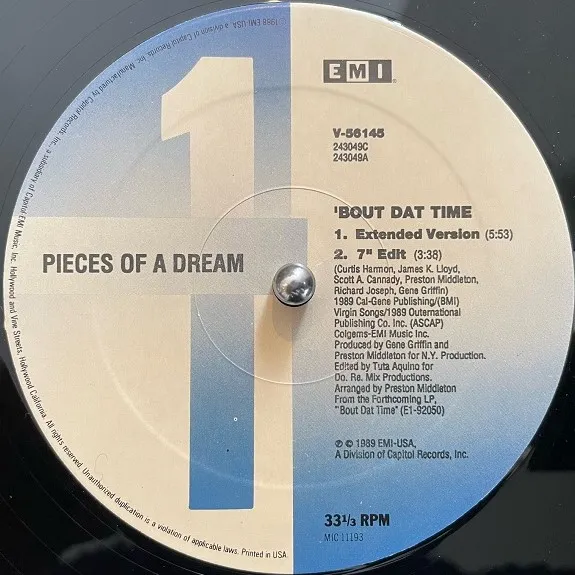 EMI
V-56145
243049C
243049A
'BOUT DAT TIME
1. Extended Version (5:53)
2. 7" Edit (3:38)
(Curtis Harmon, James K. Lloyd,
Scott A. Cannady, Preston Middleton,
Richard Joseph, Gene Griffin)
1989 Cal-Gene Publishing/(BMI)
Virgin Songs/1989 Outernational
Publishing Co. Inc. (ASCAP)
Colgems-EMI Music Inc.
Produced by Gene Griffin and
Preston Middleton for N.Y. Production.
Edited by Tuta Aquino for
Do. Re. Mix Productions.
Arranged by Preston Middleton
From the Forthcoming LP,
"Bout Dat Time" (E1-92050)
℗ © 1989 EMI-USA,
A Division of Capitol Records, Inc.
33 1/3 RPM
MIC 11193
1
PIECES OF A DREAM
1988 EMI-USA, a division of Capitol Records, Inc. Manufactured by Capitol Records, Inc., a subsidiary of Capitol-EMI Music, Inc. Hollywood and Vine Streets, Hollywood California. All rights reserved. Unauthorized duplication is a violation of applicable laws. Printed in USA